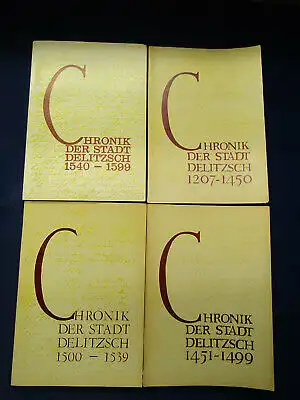 CHRONIK
DER STADT
DELITZSCH
1540 – 1599
CHRONIK
DER STADT
DELITZSCH
1207-1450
CHRONIK
DER STADT
DELITZSCH
1500 – 1539
CHRONIK
DER STADT
DELITZSCH
1451-1499